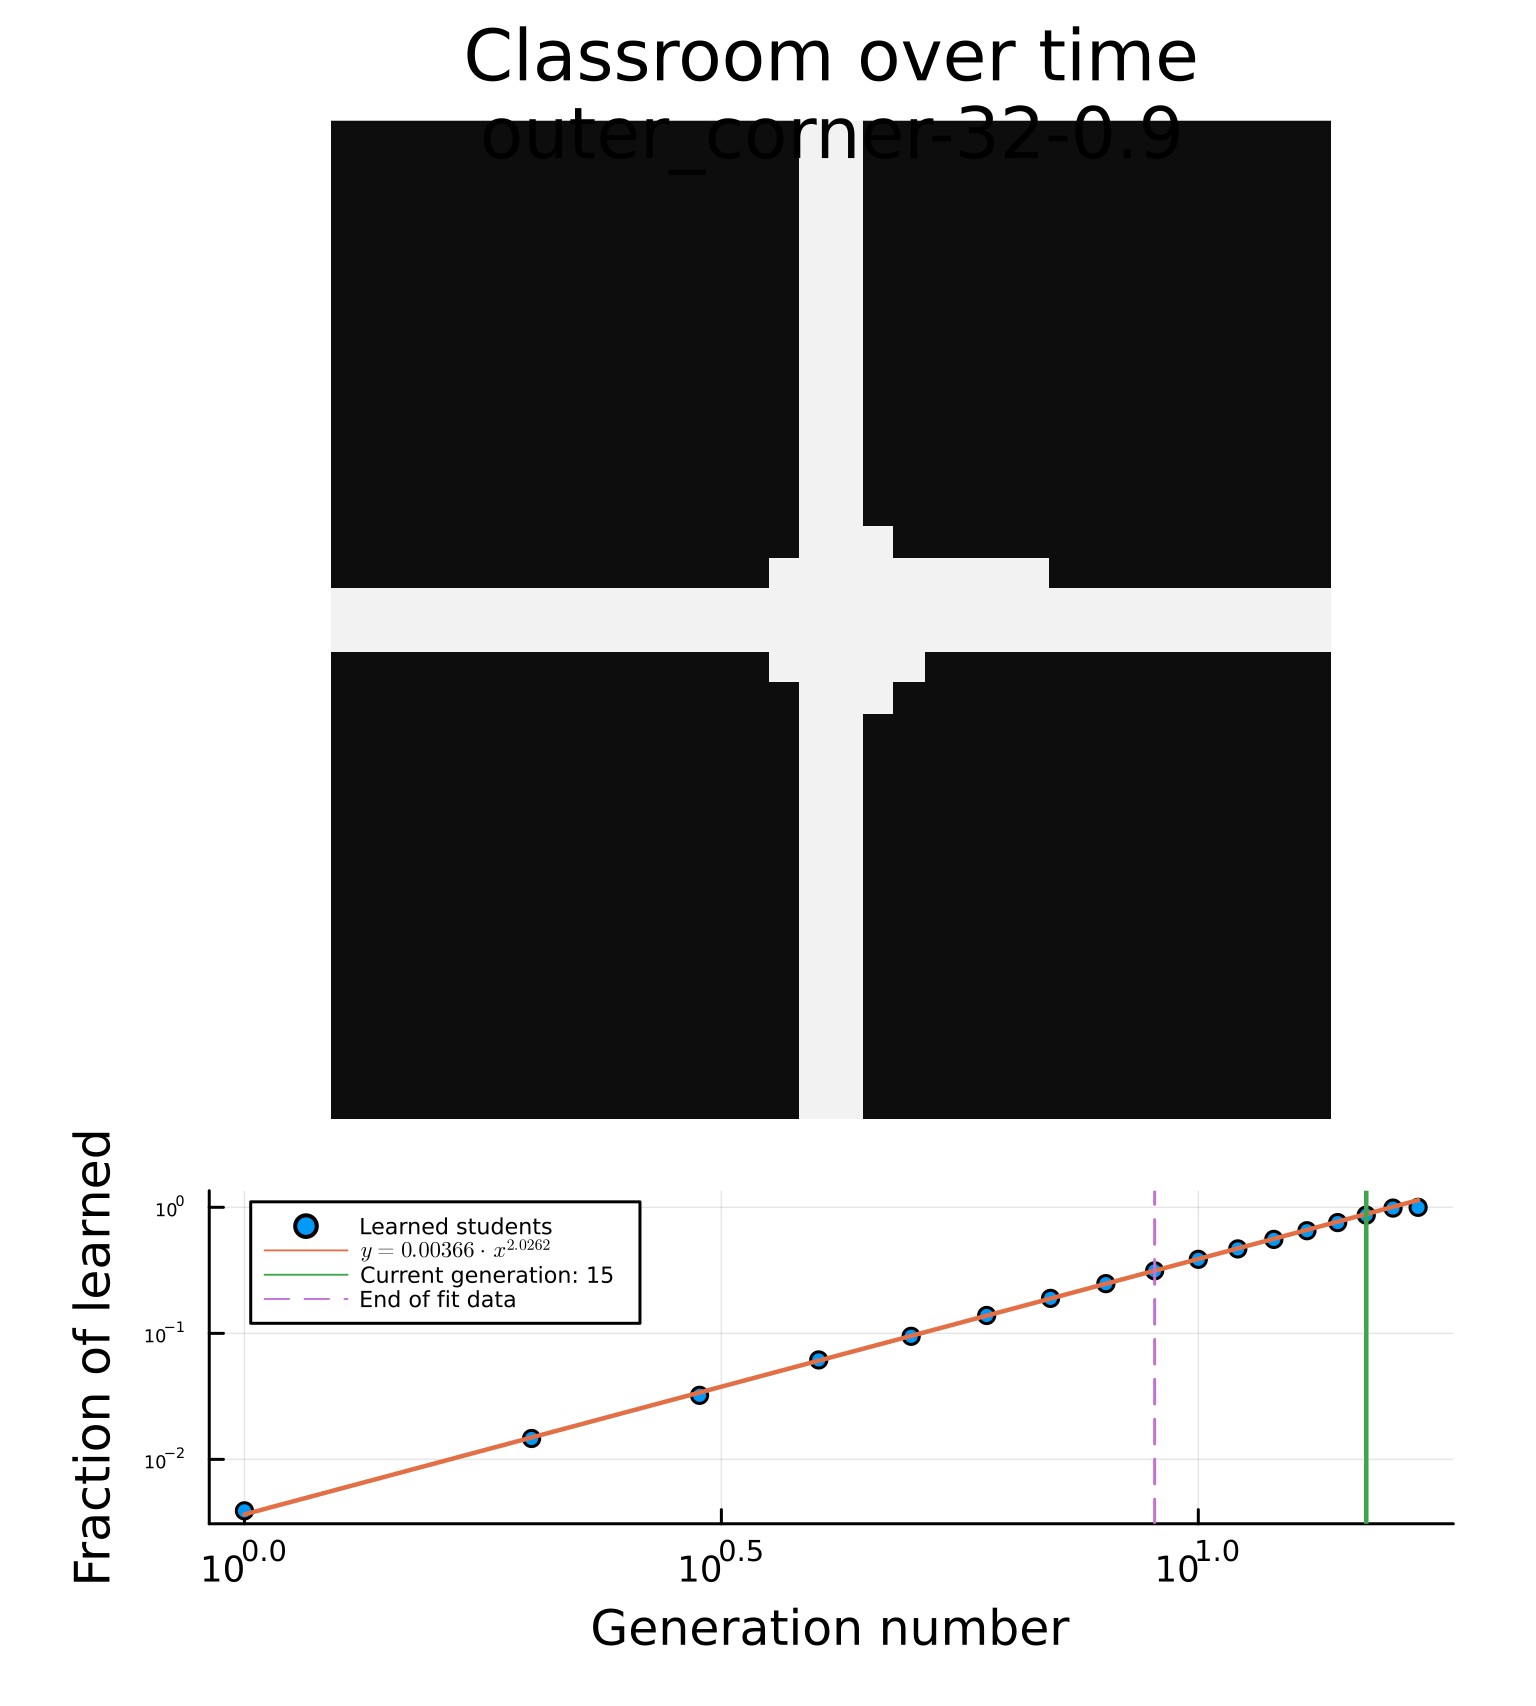 Classroom over time
outer_corner-32-0.9
Fraction of learned
10⁰
10⁻¹
10⁻²
Learned students
y = 0.00366 · x^2.0262
Current generation: 15
End of fit data
10^0.0
10^0.5
10^1.0
Generation number